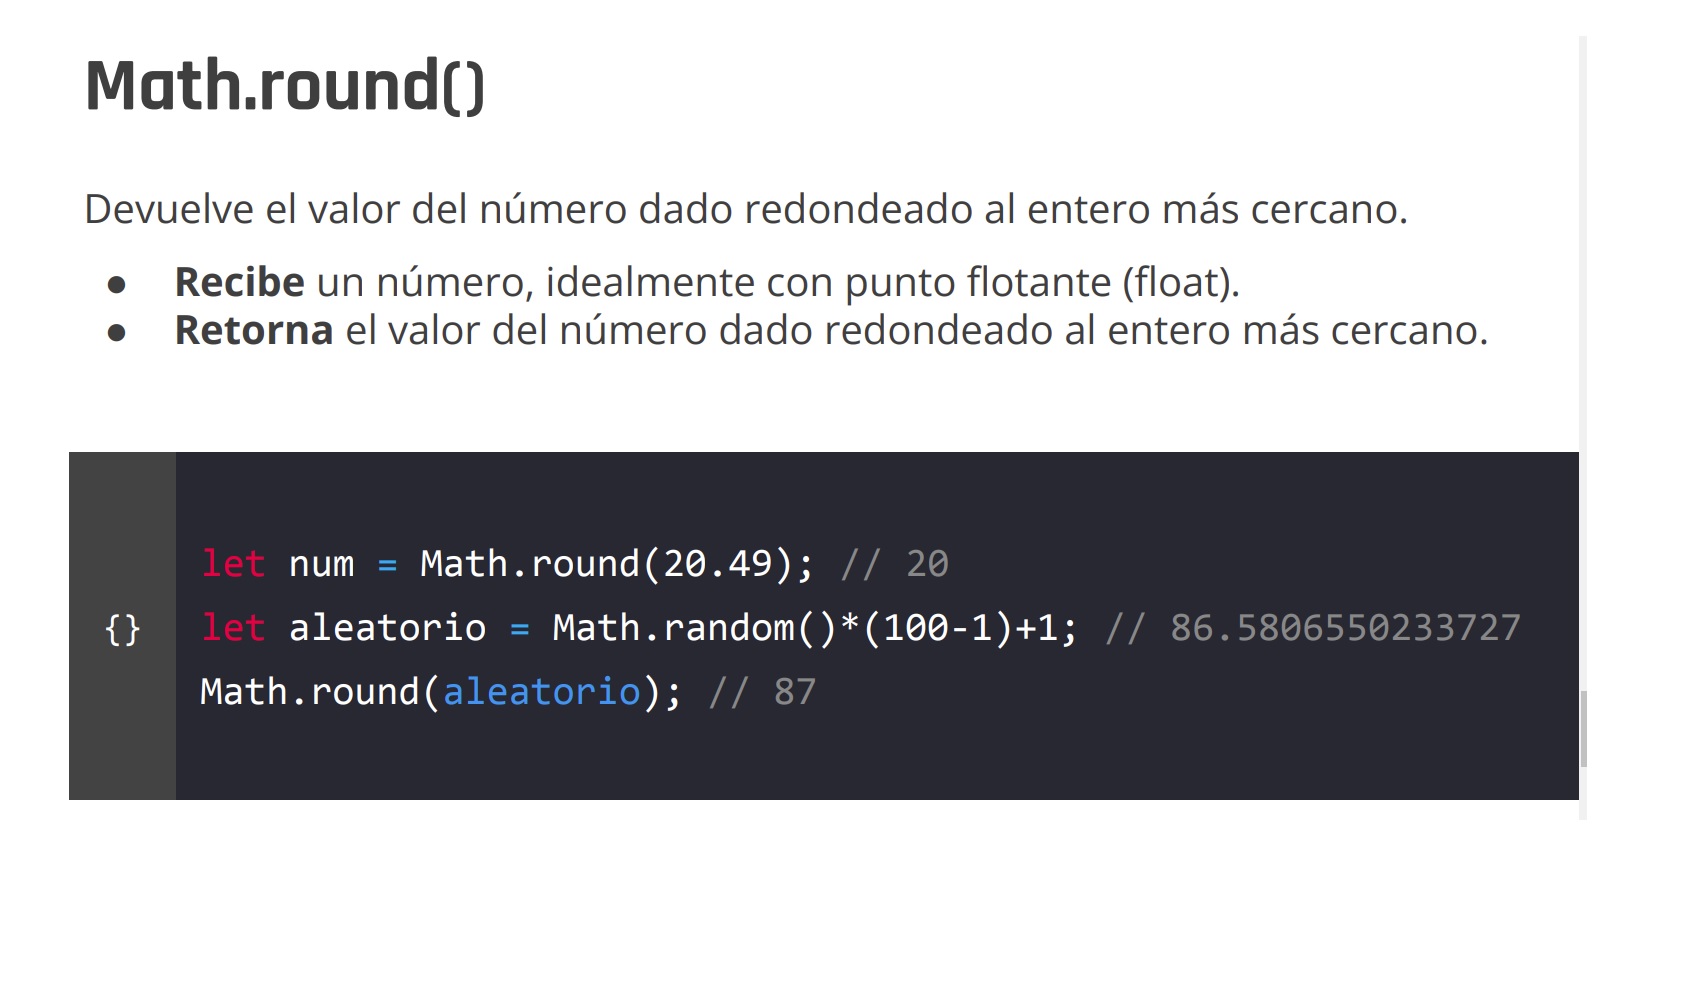 Math.round()
Devuelve el valor del número dado redondeado al entero más cercano.
● Recibe un número, idealmente con punto flotante (float).
● Retorna el valor del número dado redondeado al entero más cercano.
let num = Math.round(20.49); // 20
{} let aleatorio = Math.random()*(100-1)+1; // 86.5806550233727
Math.round(aleatorio); // 87